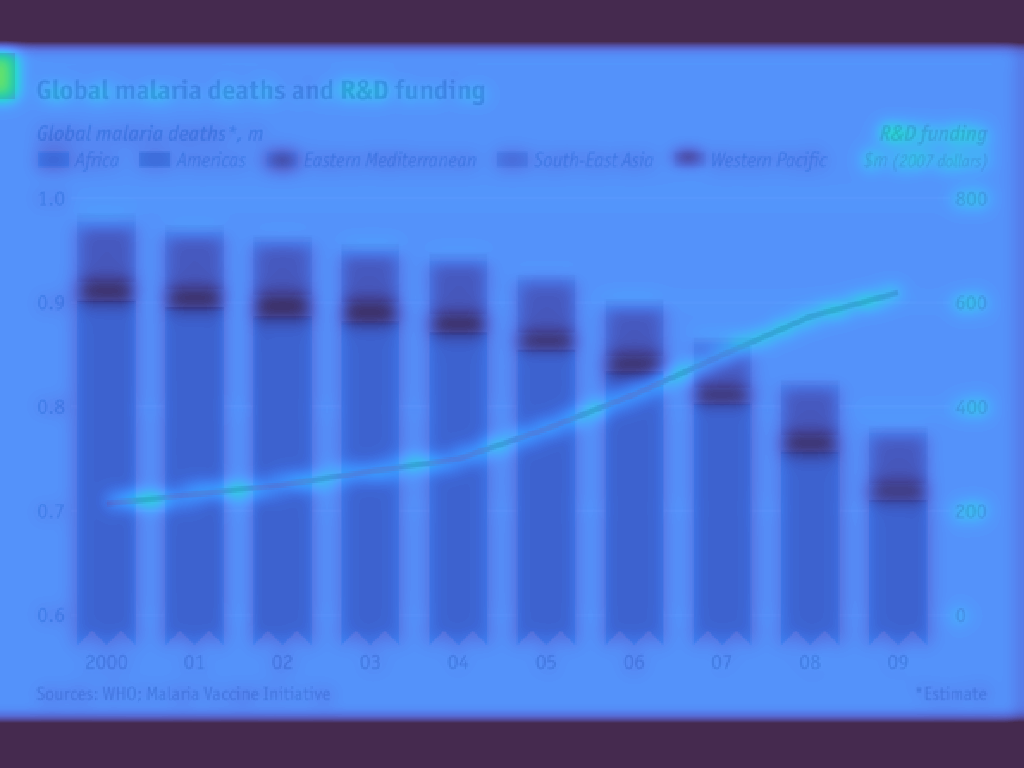 Global malaria deaths and R&D funding
Global malaria deaths*, m
R&D funding
Africa Americas Eastern Mediterranean South-East Asia Western Pacific
$m (2007 dollars)
1.0 800
0.9 600
0.8 400
0.7 200
0.6 0
2000 01 02 03 04 05 06 07 08 09
Sources: WHO; Malaria Vaccine Initiative
*Estimate